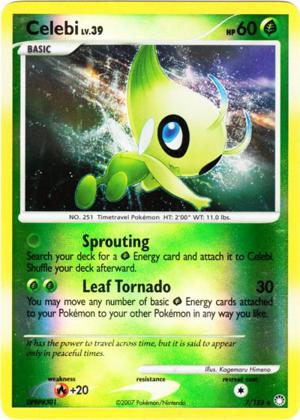 Celebi LV.39
HP 60
BASIC
NO. 251 Timetravel Pokémon HT: 2'00" WT: 11.0 lbs.
Sprouting
Search your deck for a Energy card and attach it to Celebi.
Shuffle your deck afterward.
Leaf Tornado 30
You may move any number of basic Energy cards attached
to your Pokémon to your other Pokémon in any way you like.
It has the power to travel across time, but it is said to
appear only in peaceful times.
Illus. Kagemaru Himeno
weakness resistance retreat cost
+20
©2007 Pokémon/Nintendo